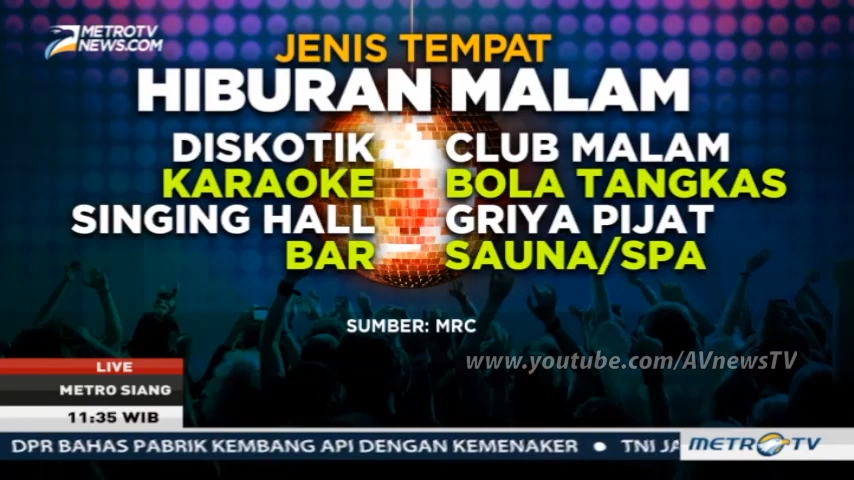 METROTV
NEWS.COM
JENIS TEMPAT
HIBURAN MALAM
DISKOTIK
KARAOKE
SINGING HALL
BAR
CLUB MALAM
BOLA TANGKAS
GRIYA PIJAT
SAUNA/SPA
SUMBER: MRC
www.youtube.com/AVnewsTV
LIVE
METRO SIANG
11:35 WIB
DPR BAHAS PABRIK KEMBANG API DENGAN KEMENAKER • TNI JA
METRO TV